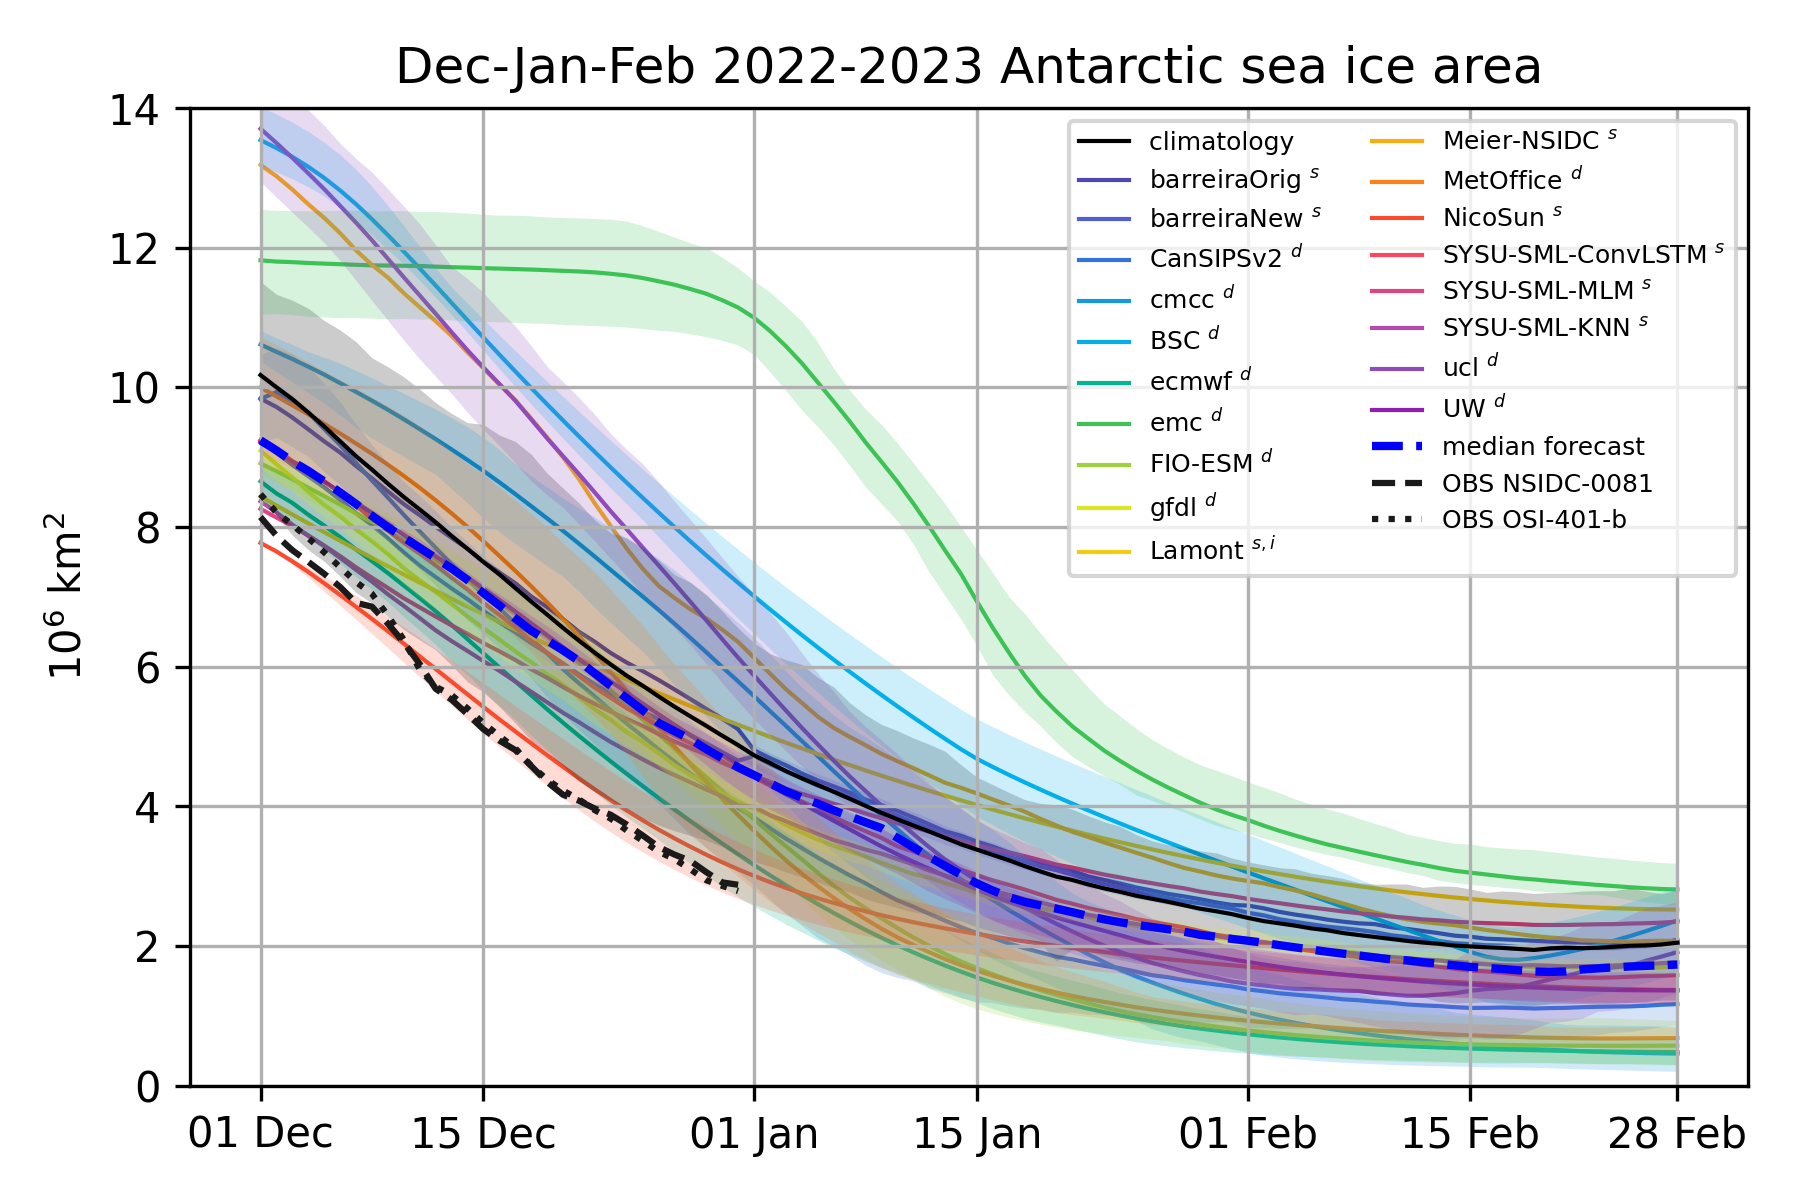 Dec-Jan-Feb 2022-2023 Antarctic sea ice area
10⁶ km²
14
12
10
8
6
4
2
0
01 Dec
15 Dec
01 Jan
15 Jan
01 Feb
15 Feb
28 Feb
climatology
barreiraOrig ˢ
barreiraNew ˢ
CanSIPSv2 ᵈ
cmcc ᵈ
BSC ᵈ
ecmwf ᵈ
emc ᵈ
FIO-ESM ᵈ
gfdl ᵈ
Lamont ˢ,ⁱ
Meier-NSIDC ˢ
MetOffice ᵈ
NicoSun ˢ
SYSU-SML-ConvLSTM ˢ
SYSU-SML-MLM ˢ
SYSU-SML-KNN ˢ
ucl ᵈ
UW ᵈ
median forecast
OBS NSIDC-0081
OBS OSI-401-b